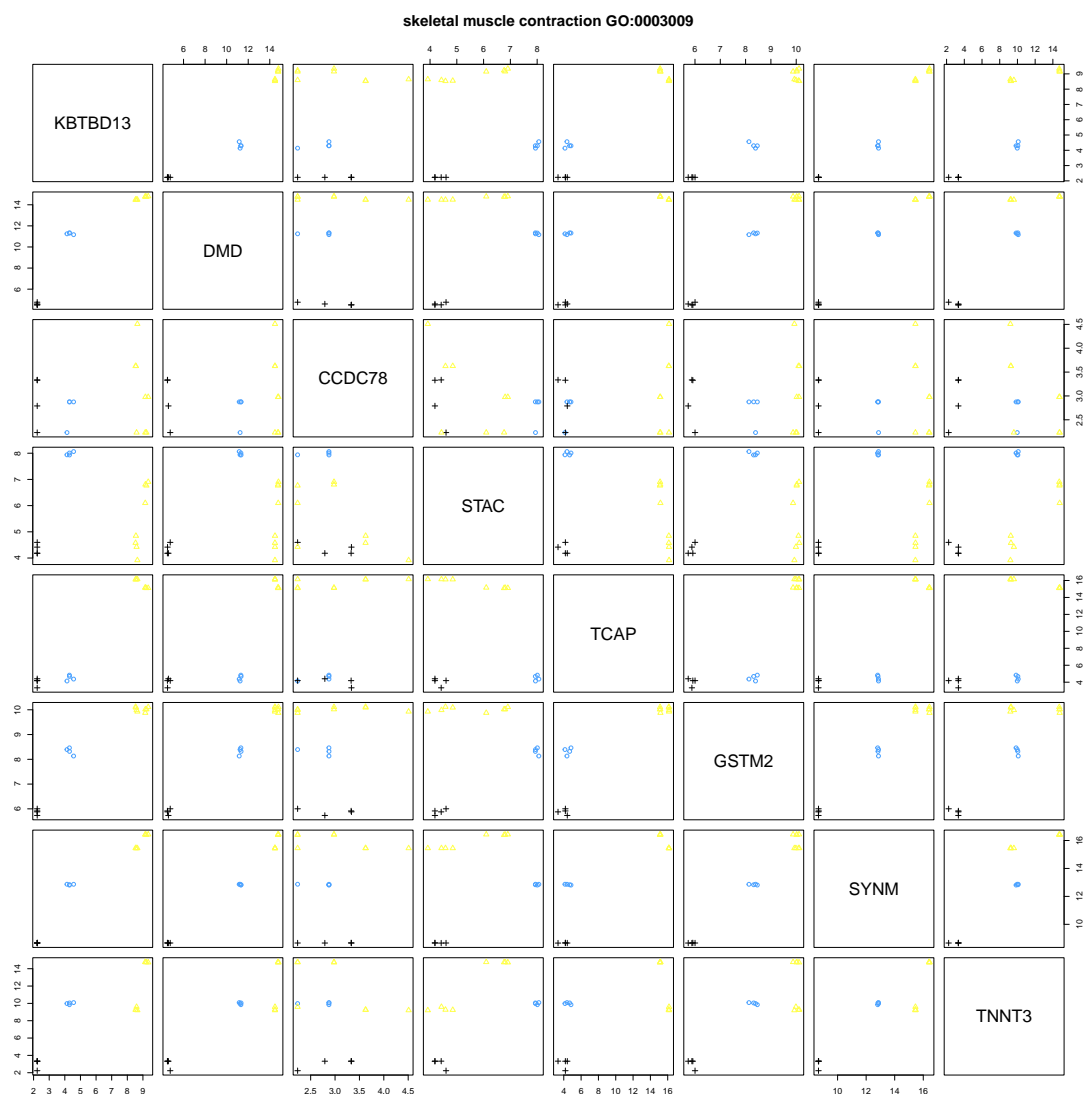 skeletal muscle contraction GO:0003009
6 8 10 12 14
4 5 6 7 8
6 7 8 9 10
2 4 6 8 10 12 14
KBTBD13
2 3 4 5 6 7 8 9
6 8 10 12 14
DMD
CCDC78
2.5 3.0 3.5 4.0 4.5
4 5 6 7 8
STAC
TCAP
4 6 8 10 12 14 16
6 7 8 9 10
GSTM2
SYNM
10 12 14 16
2 4 6 8 10 12 14
TNNT3
2 3 4 5 6 7 8 9
2.5 3.0 3.5 4.0 4.5
4 6 8 10 12 14 16
10 12 14 16